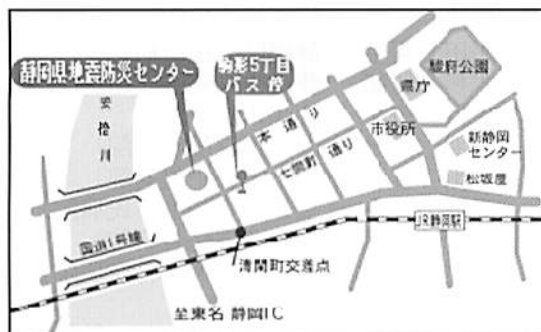 静岡県地震防災センター
駒形5丁目
バス停
駿府公園
県庁
安倍川
本通り
市役所
七間町通り
新静岡
センター
松坂屋
国道1号線
JR静岡駅
清閑町交差点
至東名 静岡IC